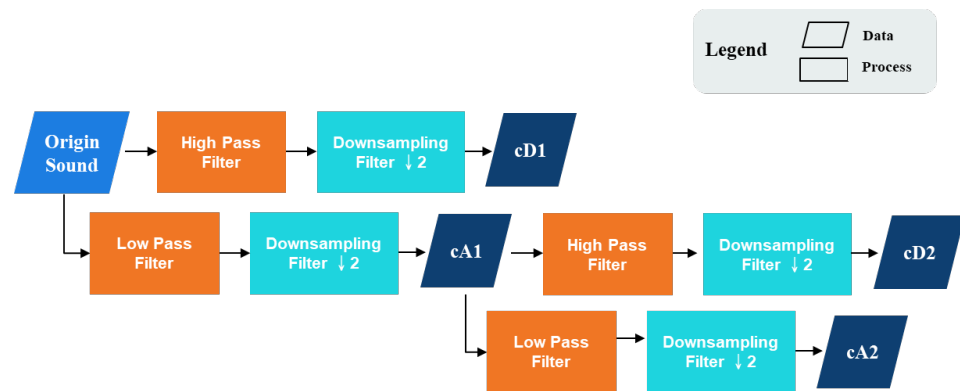 Legend
Data
Process
Origin
Sound
High Pass
Filter
Downsampling
Filter ↓2
cD1
Low Pass
Filter
Downsampling
Filter ↓2
cA1
High Pass
Filter
Downsampling
Filter ↓2
cD2
Low Pass
Filter
Downsampling
Filter ↓2
cA2